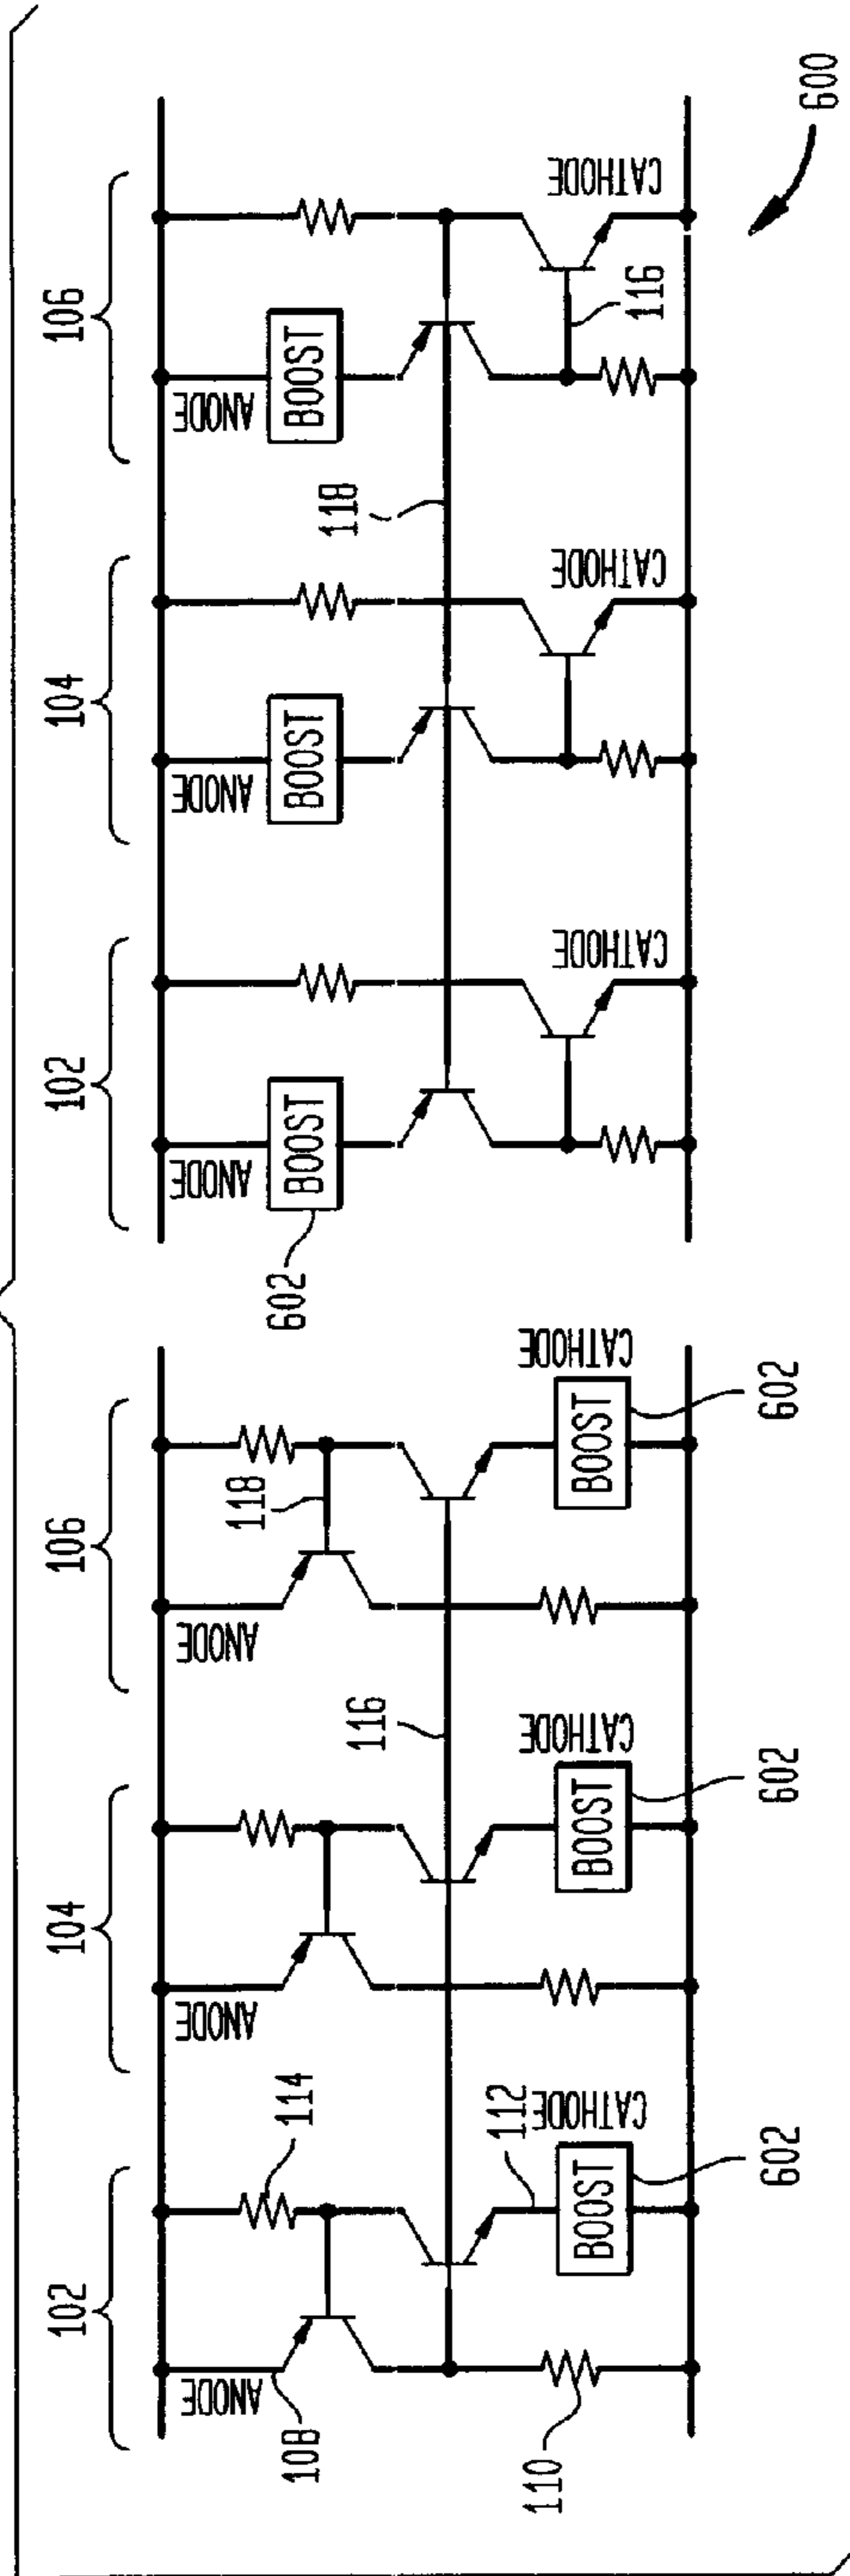 102
104
106
102
104
106
ANODE
ANODE
ANODE
ANODE
ANODE
ANODE
114
118
BOOST
BOOST
BOOST
108
602
116
118
112
CATHODE
CATHODE
CATHODE
CATHODE
CATHODE
CATHODE
110
BOOST
BOOST
BOOST
116
602
602
602
600